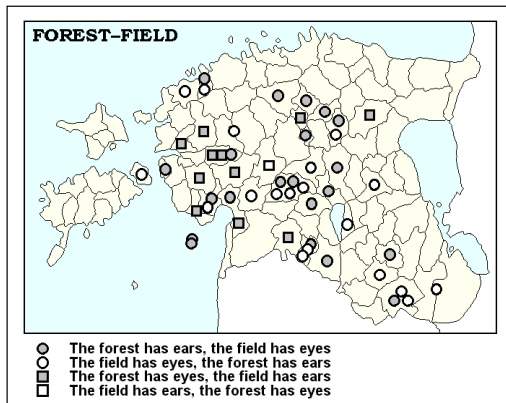 FOREST–FIELD
The forest has ears, the field has eyes
The field has eyes, the forest has ears
The forest has eyes, the field has ears
The field has ears, the forest has eyes